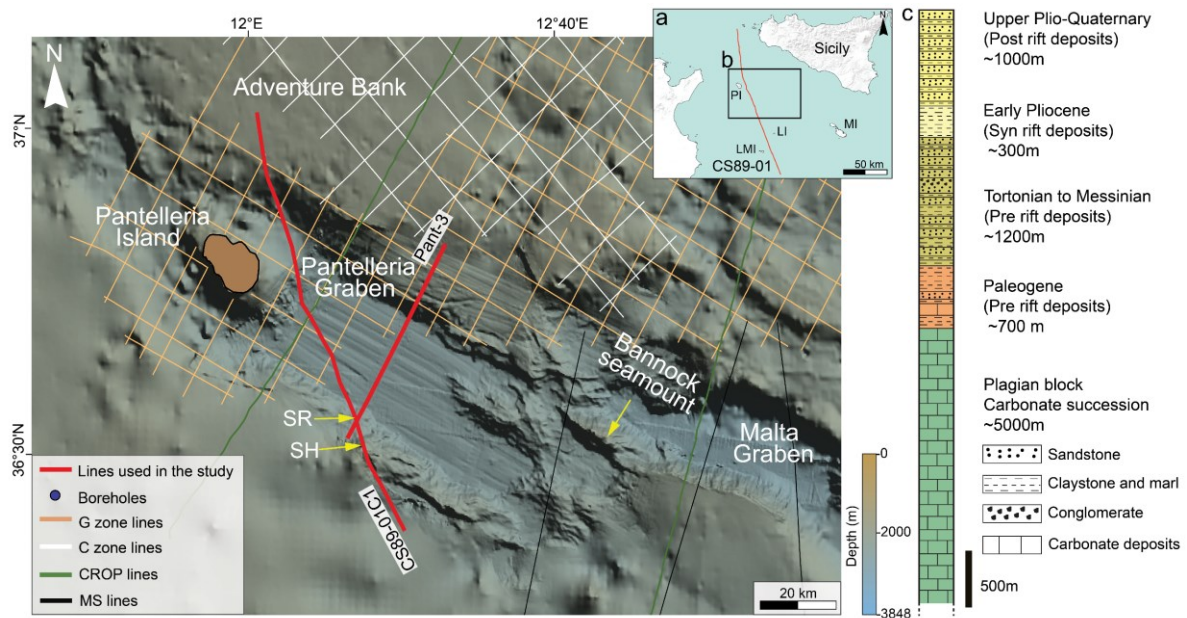 12°E
12°40'E
N
Adventure Bank
37°N
Pantelleria
Island
Pantelleria
Graben
Pant-3
Bannock
seamount
SR
SH
36°30'N
Malta
Graben
CS89-01C1
Lines used in the study
Boreholes
G zone lines
C zone lines
CROP lines
MS lines
20 km
Depth (m)
0
2000
3848
a
N
Sicily
b
PI
LI
MI
LMI
CS89-01
50 km
c
Upper Plio-Quaternary
(Post rift deposits)
~1000m
Early Pliocene
(Syn rift deposits)
~300m
Tortonian to Messinian
(Pre rift deposits)
~1200m
Paleogene
(Pre rift deposits)
~700 m
Plagian block
Carbonate succession
~5000m
Sandstone
Claystone and marl
Conglomerate
Carbonate deposits
500m